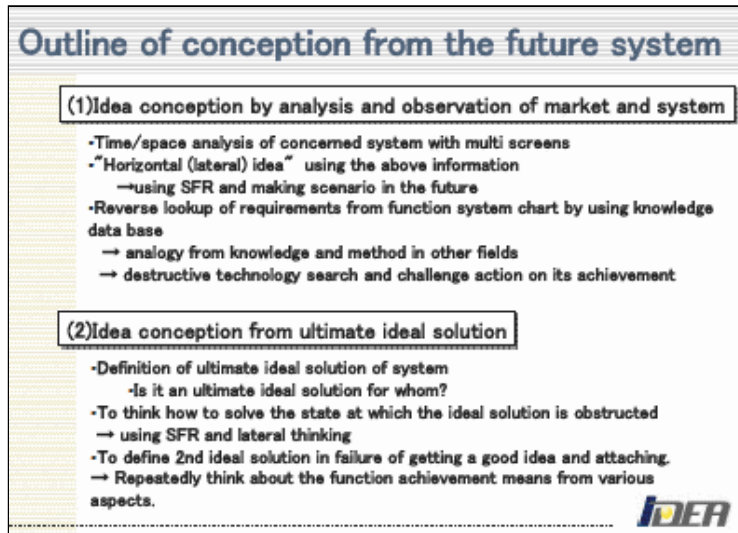 Outline of conception from the future system
(1)Idea conception by analysis and observation of market and system
・Time/space analysis of concerned system with multi screens
・"Horizontal (lateral) idea" using the above information
→using SFR and making scenario in the future
・Reverse lookup of requirements from function system chart by using knowledge
data base
→ analogy from knowledge and method in other fields
→ destructive technology search and challenge action on its achievement
(2)Idea conception from ultimate ideal solution
・Definition of ultimate ideal solution of system
・Is it an ultimate ideal solution for whom?
・To think how to solve the state at which the ideal solution is obstructed
→ using SFR and lateral thinking
・To define 2nd ideal solution in failure of getting a good idea and attaching.
→ Repeatedly think about the function achievement means from various
aspects.
IDEA